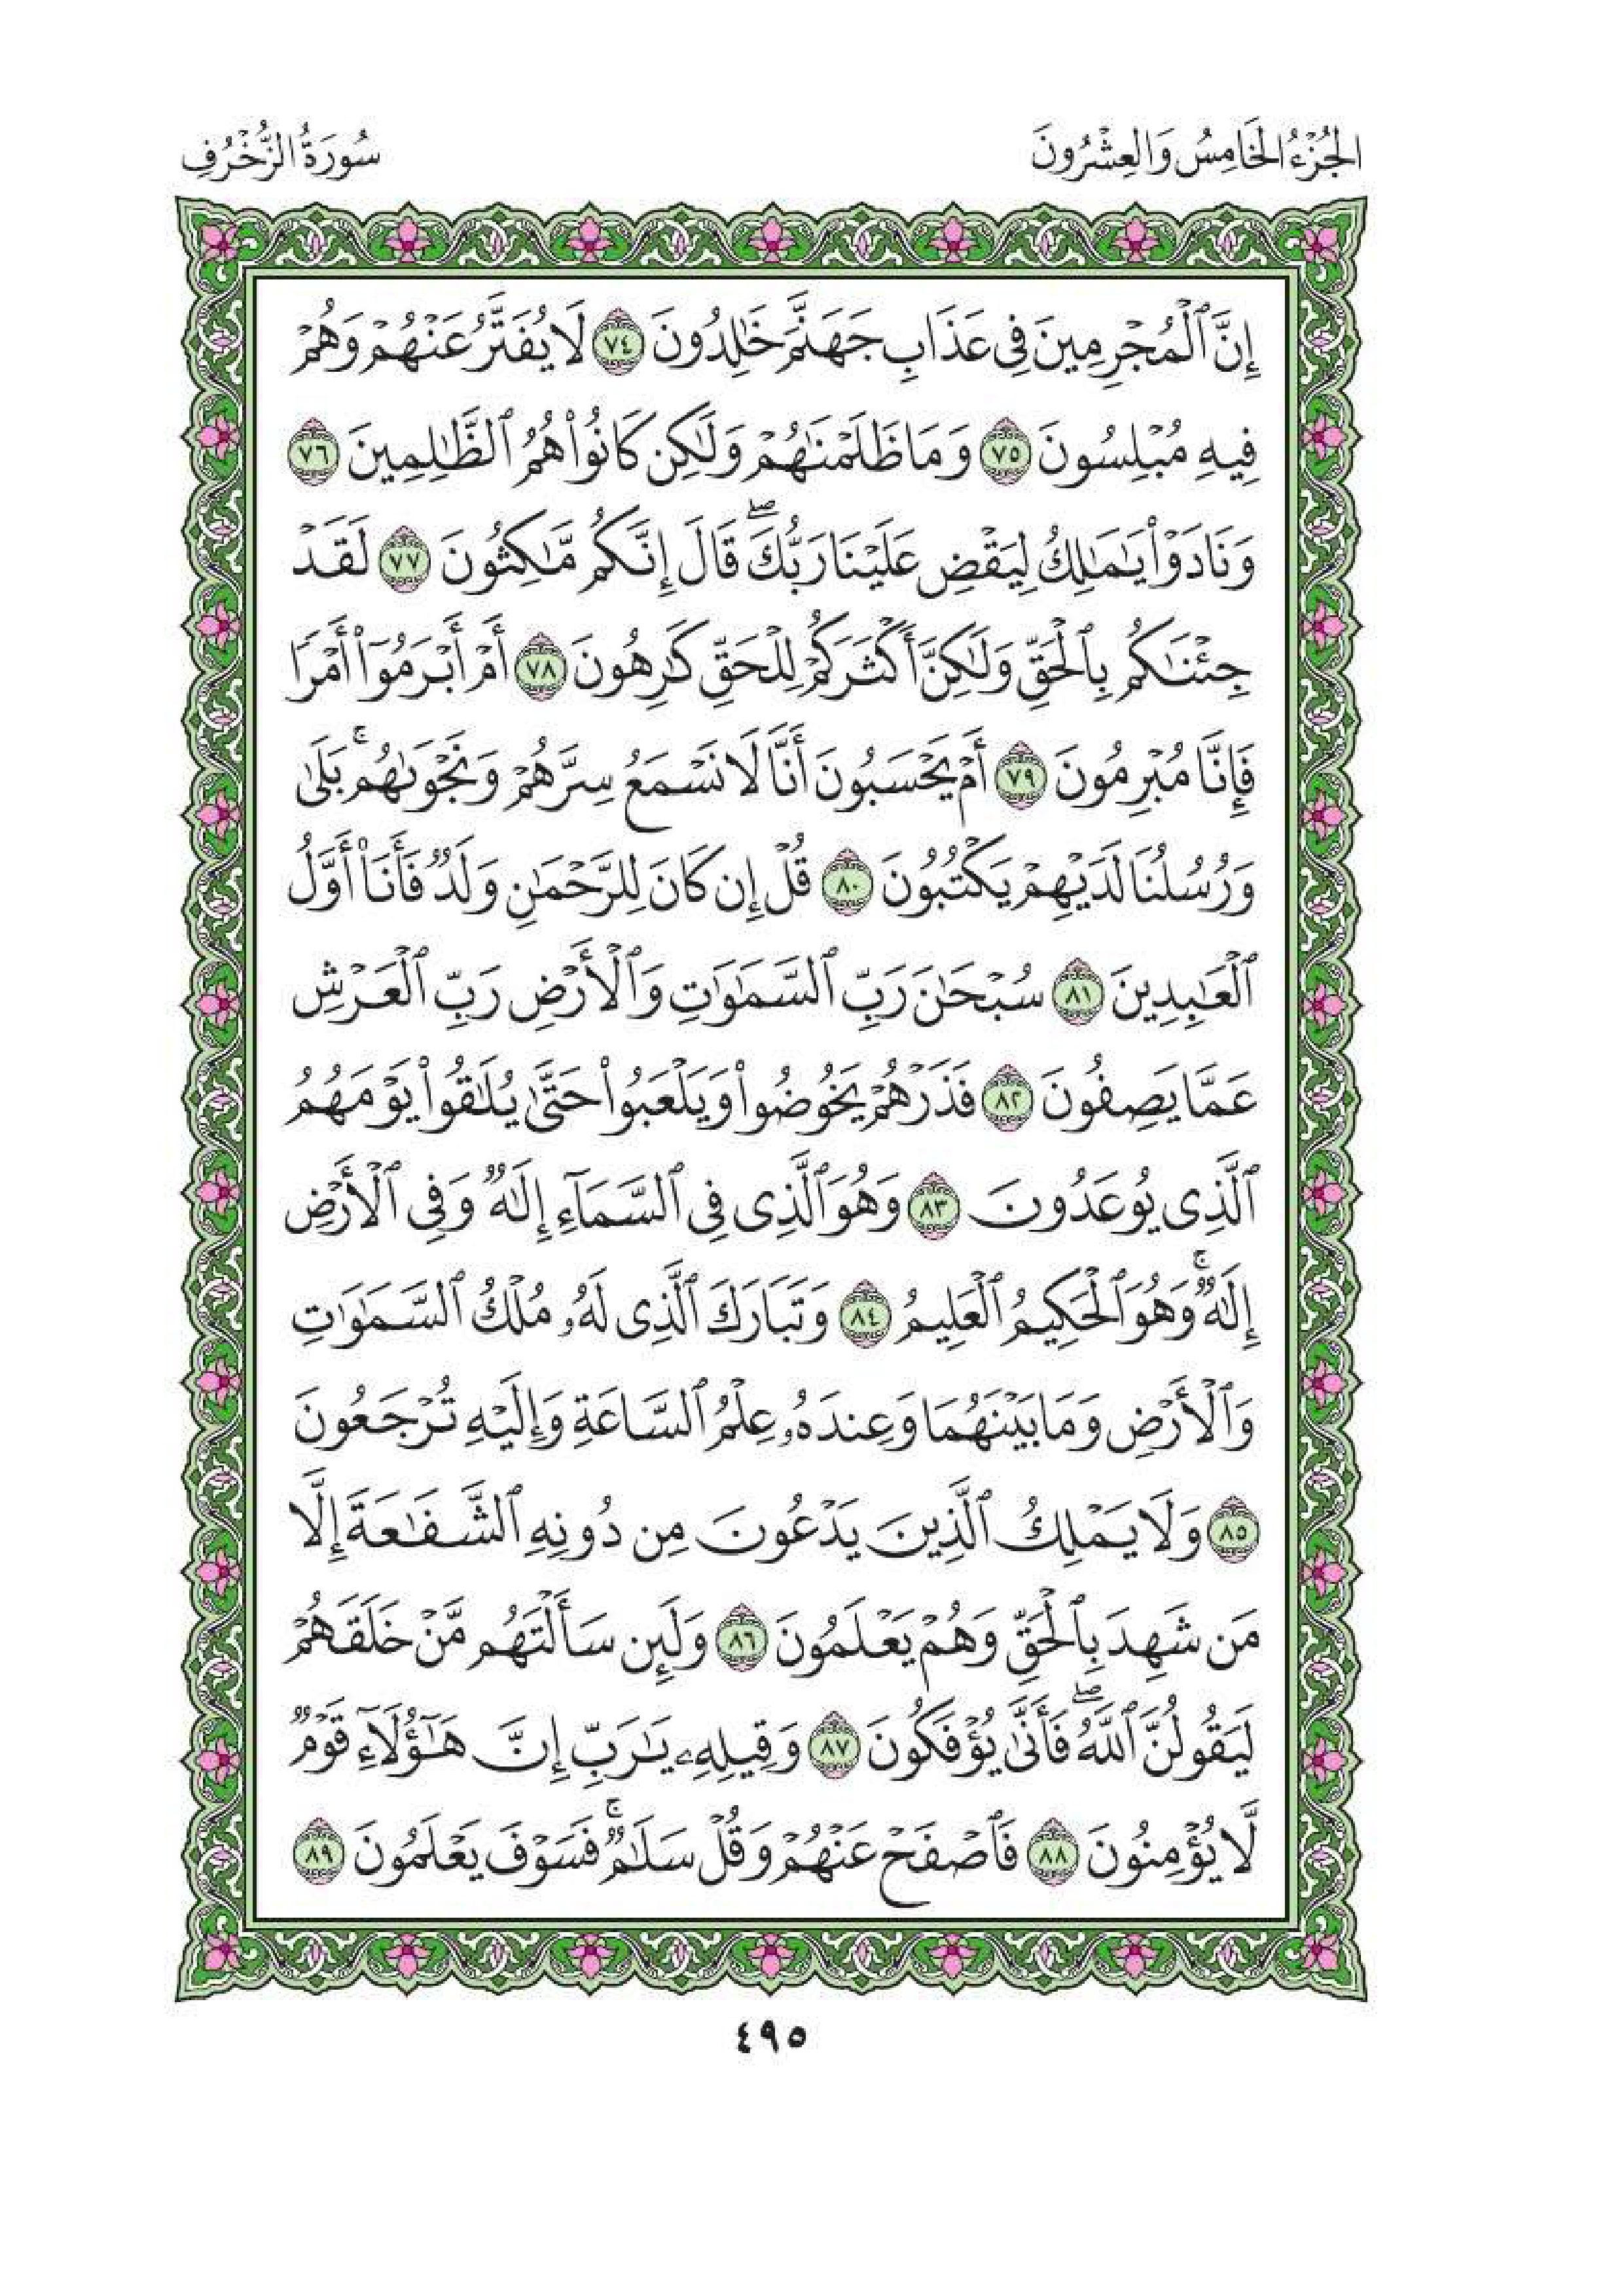 الجُزْءُ الخَامِسُ وَالعِشْرُونَ
سُورَةُ الزُّخْرُفِ
إِنَّ ٱلْمُجْرِمِينَ فِى عَذَابِ جَهَنَّمَ خَٰلِدُونَ ٧٤ لَا يُفَتَّرُ عَنْهُمْ وَهُمْ
فِيهِ مُبْلِسُونَ ٧٥ وَمَا ظَلَمْنَٰهُمْ وَلَٰكِن كَانُوا۟ هُمُ ٱلظَّٰلِمِينَ ٧٦
وَنَادَوْا۟ يَٰمَٰلِكُ لِيَقْضِ عَلَيْنَا رَبُّكَ ۖ قَالَ إِنَّكُم مَّٰكِثُونَ ٧٧ لَقَدْ
جِئْنَٰكُم بِٱلْحَقِّ وَلَٰكِنَّ أَكْثَرَكُمْ لِلْحَقِّ كَٰرِهُونَ ٧٨ أَمْ أَبْرَمُوٓا۟ أَمْرًا
فَإِنَّا مُبْرِمُونَ ٧٩ أَمْ يَحْسَبُونَ أَنَّا لَا نَسْمَعُ سِرَّهُمْ وَنَجْوَىٰهُم ۚ بَلَىٰ
وَرُسُلُنَا لَدَيْهِمْ يَكْتُبُونَ ٨٠ قُلْ إِن كَانَ لِلرَّحْمَٰنِ وَلَدٌ فَأَنَا۠ أَوَّلُ
ٱلْعَٰبِدِينَ ٨١ سُبْحَٰنَ رَبِّ ٱلسَّمَٰوَٰتِ وَٱلْأَرْضِ رَبِّ ٱلْعَرْشِ
عَمَّا يَصِفُونَ ٨٢ فَذَرْهُمْ يَخُوضُوا۟ وَيَلْعَبُوا۟ حَتَّىٰ يُلَٰقُوا۟ يَوْمَهُمُ
ٱلَّذِى يُوعَدُونَ ٨٣ وَهُوَ ٱلَّذِى فِى ٱلسَّمَآءِ إِلَٰهٌ وَفِى ٱلْأَرْضِ
إِلَٰهٌ ۚ وَهُوَ ٱلْحَكِيمُ ٱلْعَلِيمُ ٨٤ وَتَبَارَكَ ٱلَّذِى لَهُۥ مُلْكُ ٱلسَّمَٰوَٰتِ
وَٱلْأَرْضِ وَمَا بَيْنَهُمَا وَعِندَهُۥ عِلْمُ ٱلسَّاعَةِ وَإِلَيْهِ تُرْجَعُونَ
٨٥ وَلَا يَمْلِكُ ٱلَّذِينَ يَدْعُونَ مِن دُونِهِ ٱلشَّفَٰعَةَ إِلَّا
مَن شَهِدَ بِٱلْحَقِّ وَهُمْ يَعْلَمُونَ ٨٦ وَلَئِن سَأَلْتَهُم مَّنْ خَلَقَهُمْ
لَيَقُولُنَّ ٱللَّهُ ۖ فَأَنَّىٰ يُؤْفَكُونَ ٨٧ وَقِيلِهِۦ يَٰرَبِّ إِنَّ هَٰٓؤُلَآءِ قَوْمٌ
لَّا يُؤْمِنُونَ ٨٨ فَٱصْفَحْ عَنْهُمْ وَقُلْ سَلَٰمٌ ۚ فَسَوْفَ يَعْلَمُونَ ٨٩
٤٩٥